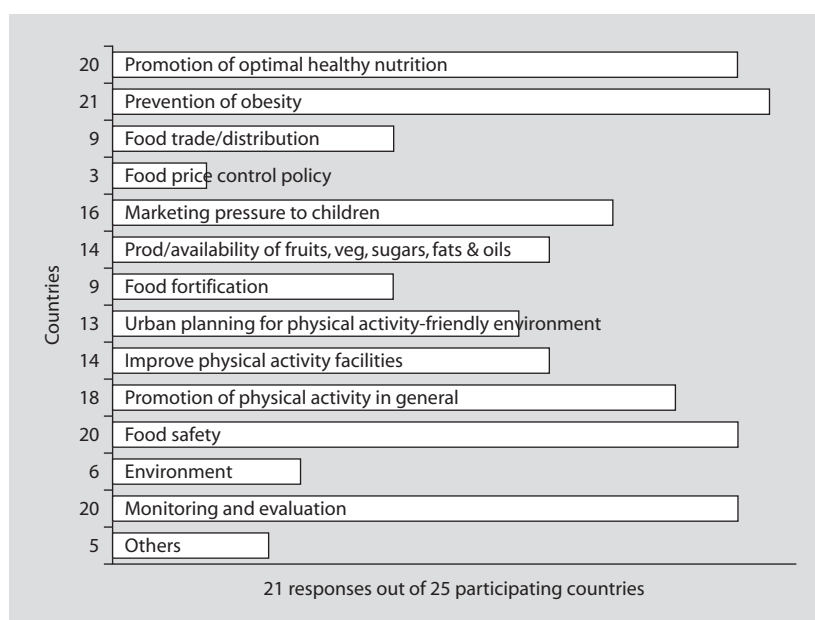 20 Promotion of optimal healthy nutrition
21 Prevention of obesity
9 Food trade/distribution
3 Food price control policy
16 Marketing pressure to children
14 Prod/availability of fruits, veg, sugars, fats & oils
9 Food fortification
13 Urban planning for physical activity-friendly environment
14 Improve physical activity facilities
18 Promotion of physical activity in general
20 Food safety
6 Environment
20 Monitoring and evaluation
5 Others
Countries
21 responses out of 25 participating countries